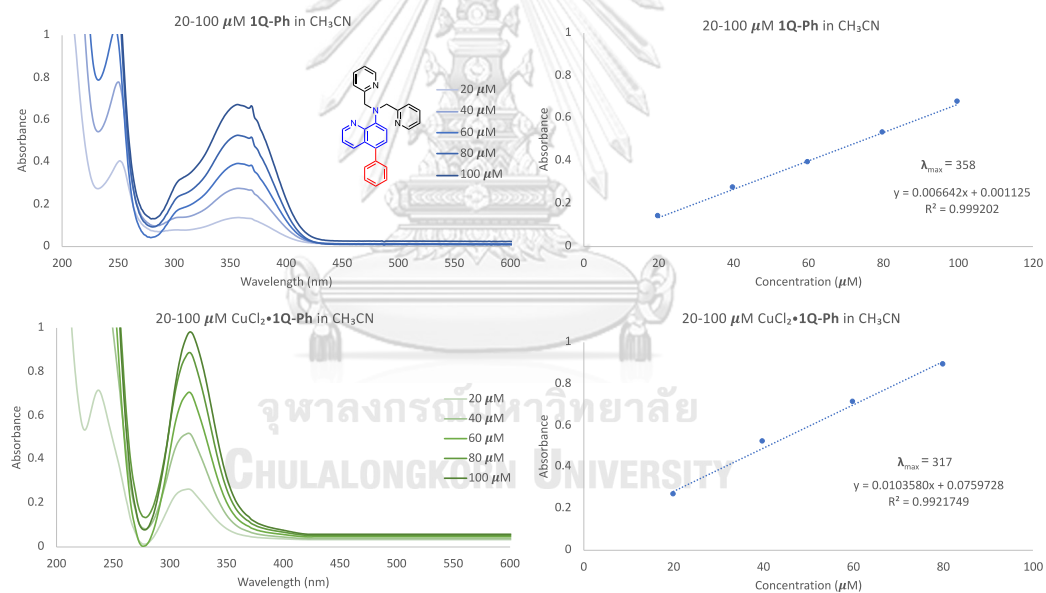 20-100 μM 1Q-Ph in CH₃CN
1
0.8
0.6
0.4
0.2
0
Absorbance
200 250 300 350 400 450 500 550 600
Wavelength (nm)
N
N
N
20 μM
40 μM
60 μM
80 μM
100 μM
20-100 μM 1Q-Ph in CH₃CN
1
0.8
0.6
0.4
0.2
0
Absorbance
0 20 40 60 80 100 120
Concentration (μM)
λmax = 358
y = 0.006642x + 0.001125
R² = 0.999202
20-100 μM CuCl₂•1Q-Ph in CH₃CN
1
0.8
0.6
0.4
0.2
0
Absorbance
200 250 300 350 400 450 500 550 600
Wavelength (nm)
20 μM
40 μM
60 μM
80 μM
100 μM
20-100 μM CuCl₂•1Q-Ph in CH₃CN
1
0.8
0.6
0.4
0.2
0
Absorbance
0 20 40 60 80 100
Concentration (μM)
λmax = 317
y = 0.0103580x + 0.0759728
R² = 0.9921749
จุฬาลงกรณ์มหาวิทยาลัย
CHULALONGKORN UNIVERSITY